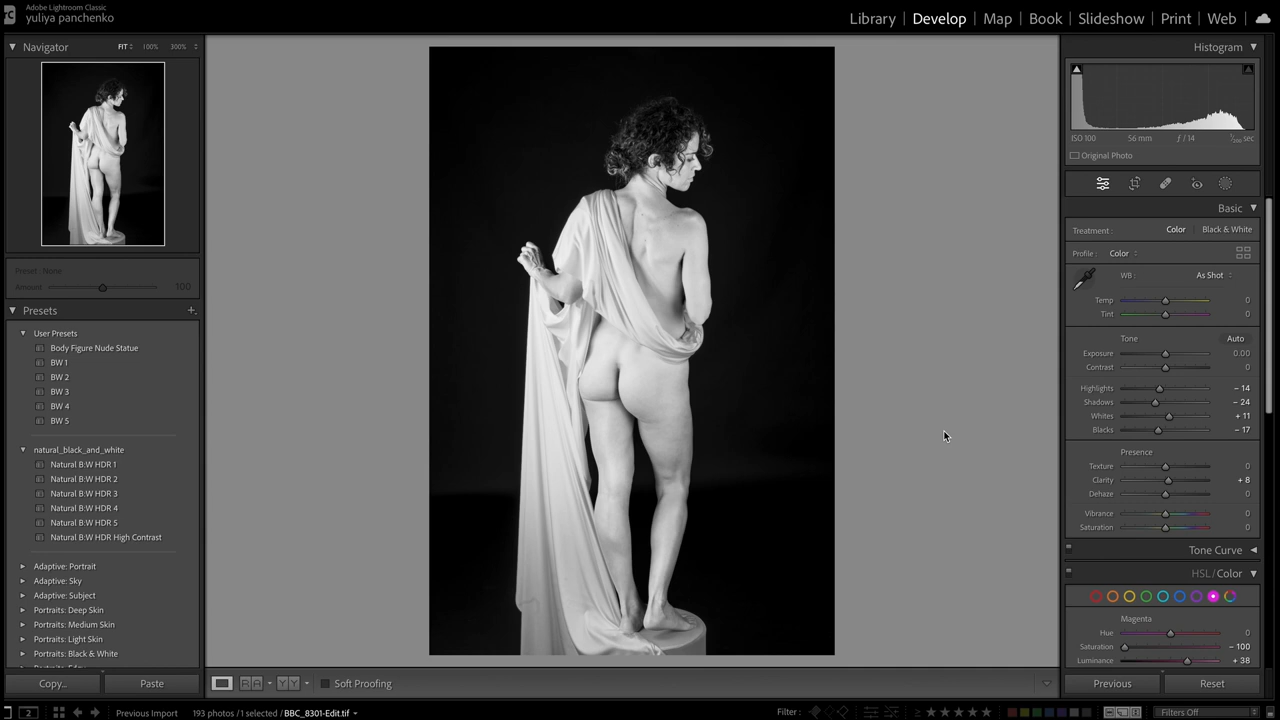 Adobe Lightroom Classic
yuliya panchenko
Library | Develop | Map | Book | Slideshow | Print | Web
Navigator FIT 100% 300%
Preset: None
Amount 100
Presets
User Presets
Body Figure Nude Statue
BW 1
BW 2
BW 3
BW 4
BW 5
natural_black_and_white
Natural B:W HDR 1
Natural B:W HDR 2
Natural B:W HDR 3
Natural B:W HDR 4
Natural B:W HDR 5
Natural B:W HDR High Contrast
Adaptive: Portrait
Adaptive: Sky
Adaptive: Subject
Portraits: Deep Skin
Portraits: Medium Skin
Portraits: Light Skin
Portraits: Black & White
Copy... Paste
Soft Proofing
Histogram
ISO 100 56 mm ƒ / 14
Original Photo
Basic
Treatment : Color Black & White
Profile : Color
WB : As Shot
Temp 0
Tint 0
Tone Auto
Exposure 0.00
Contrast 0
Highlights – 14
Shadows – 24
Whites + 11
Blacks – 17
Presence
Texture 0
Clarity + 8
Dehaze 0
Vibrance 0
Saturation 0
Tone Curve
HSL / Color
Magenta
Hue 0
Saturation – 100
Luminance + 38
Previous Reset
2 Previous Import 193 photos / 1 selected / BBC_8301-Edit.tif Filter : Filters Off